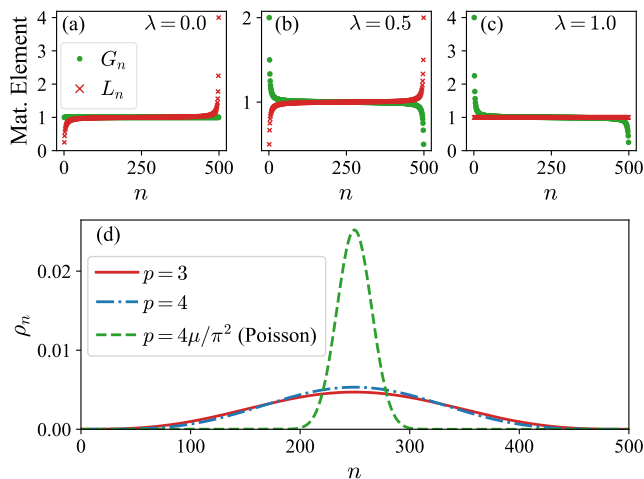 (a) λ = 0.0
(b) λ = 0.5
(c) λ = 1.0
Mat. Element
4
3
2
1
0
G_n
L_n
0 250 500
n
2
1
0 250 500
n
4
3
2
1
0
0 250 500
n
(d)
ρ_n
0.02
0.01
0.00
p = 3
p = 4
p = 4μ/π² (Poisson)
0 100 200 300 400 500
n